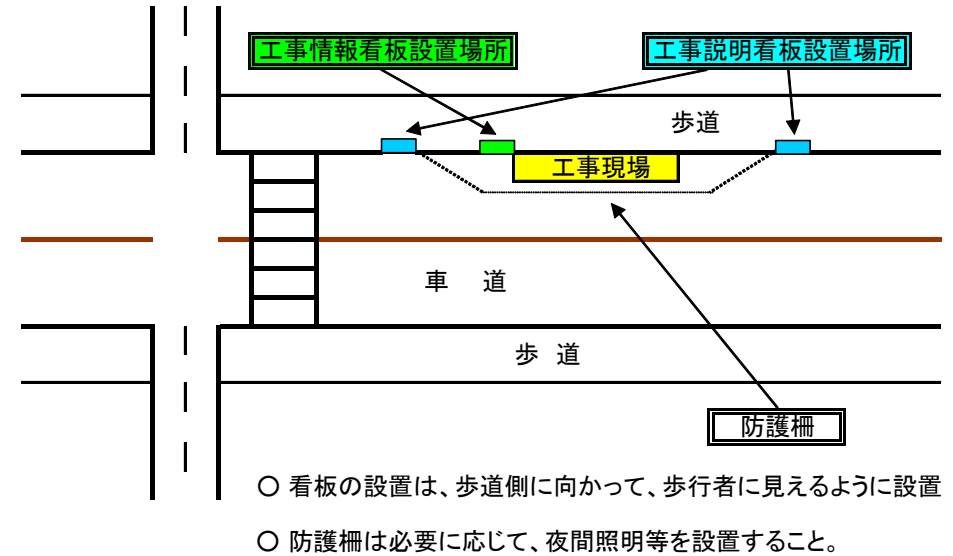 工事情報看板設置場所
工事説明看板設置場所
歩道
工事現場
車 道
歩 道
防護柵
〇 看板の設置は、歩道側に向かって、歩行者に見えるように設置
〇 防護柵は必要に応じて、夜間照明等を設置すること。